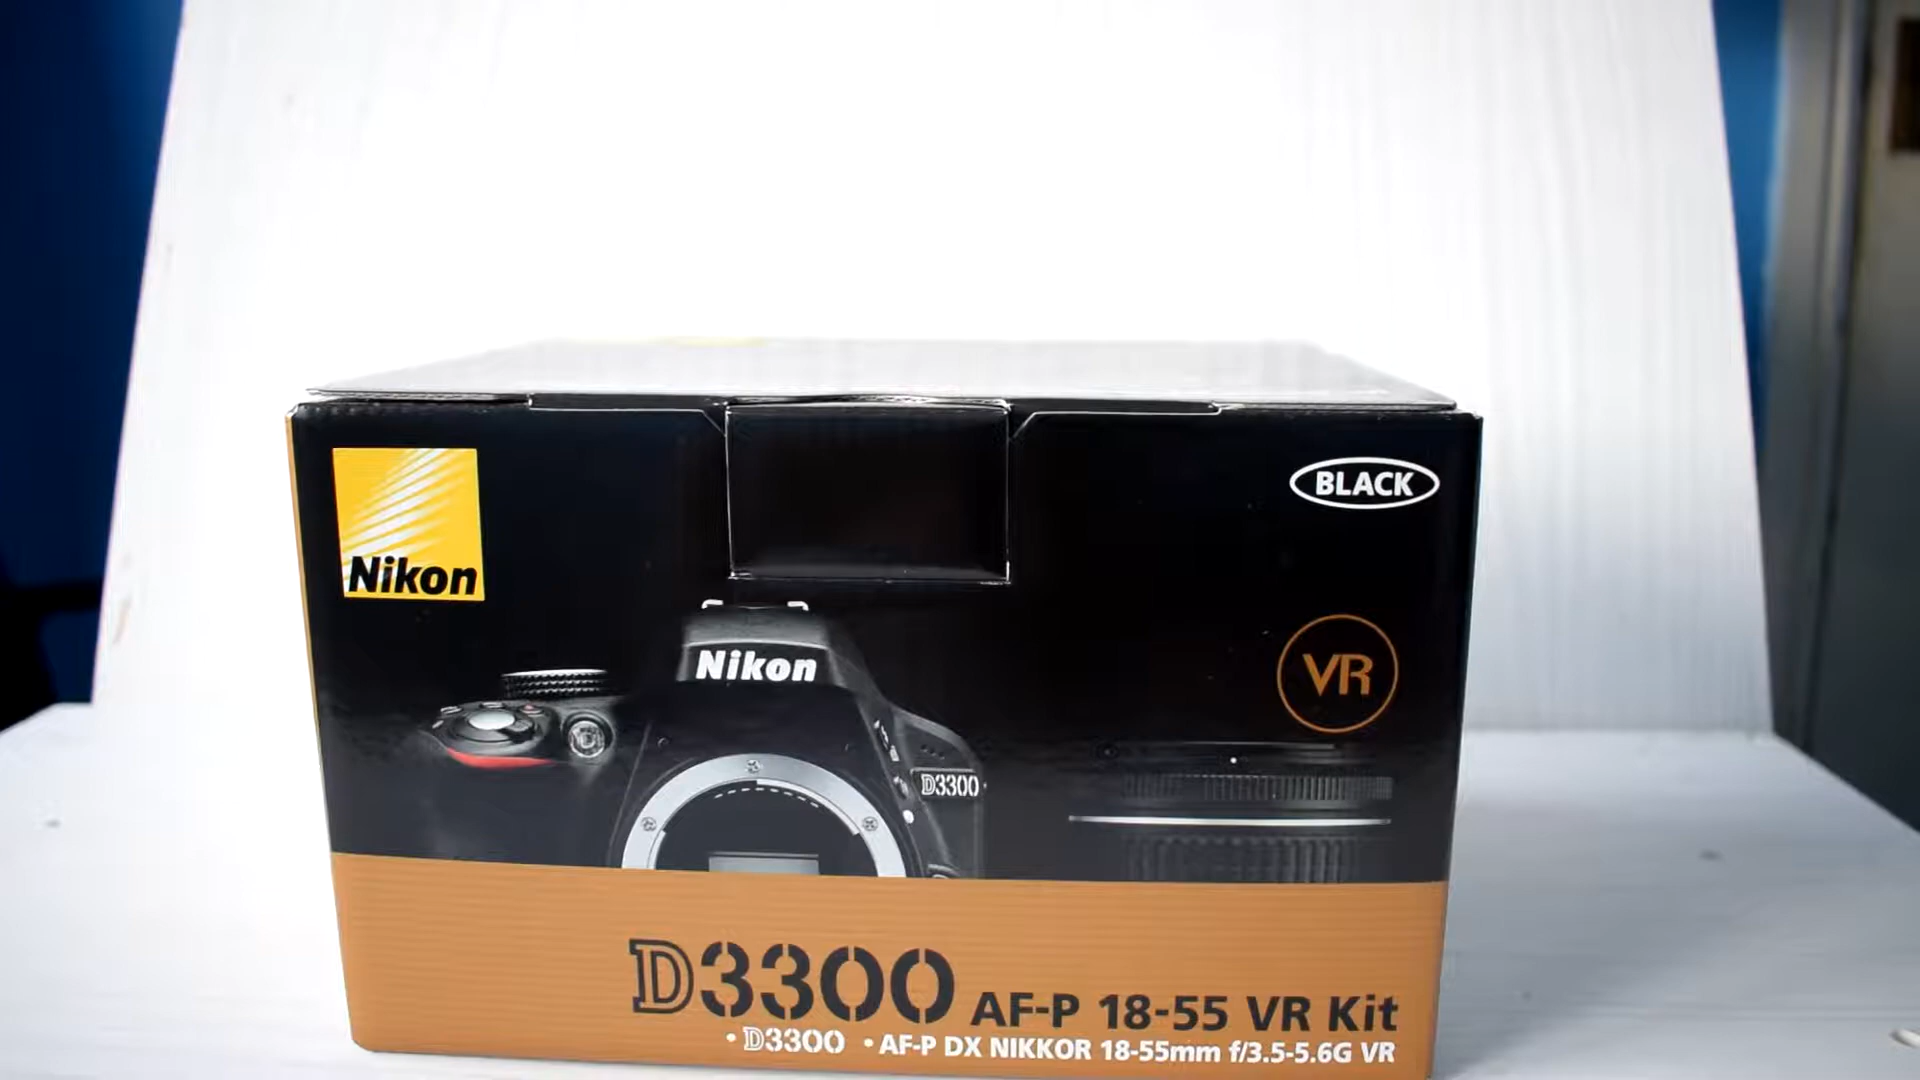 BLACK
Nikon
Nikon
VR
D3300
D3300 AF-P 18-55 VR Kit
• D3300 • AF-P DX NIKKOR 18-55mm f/3.5-5.6G VR